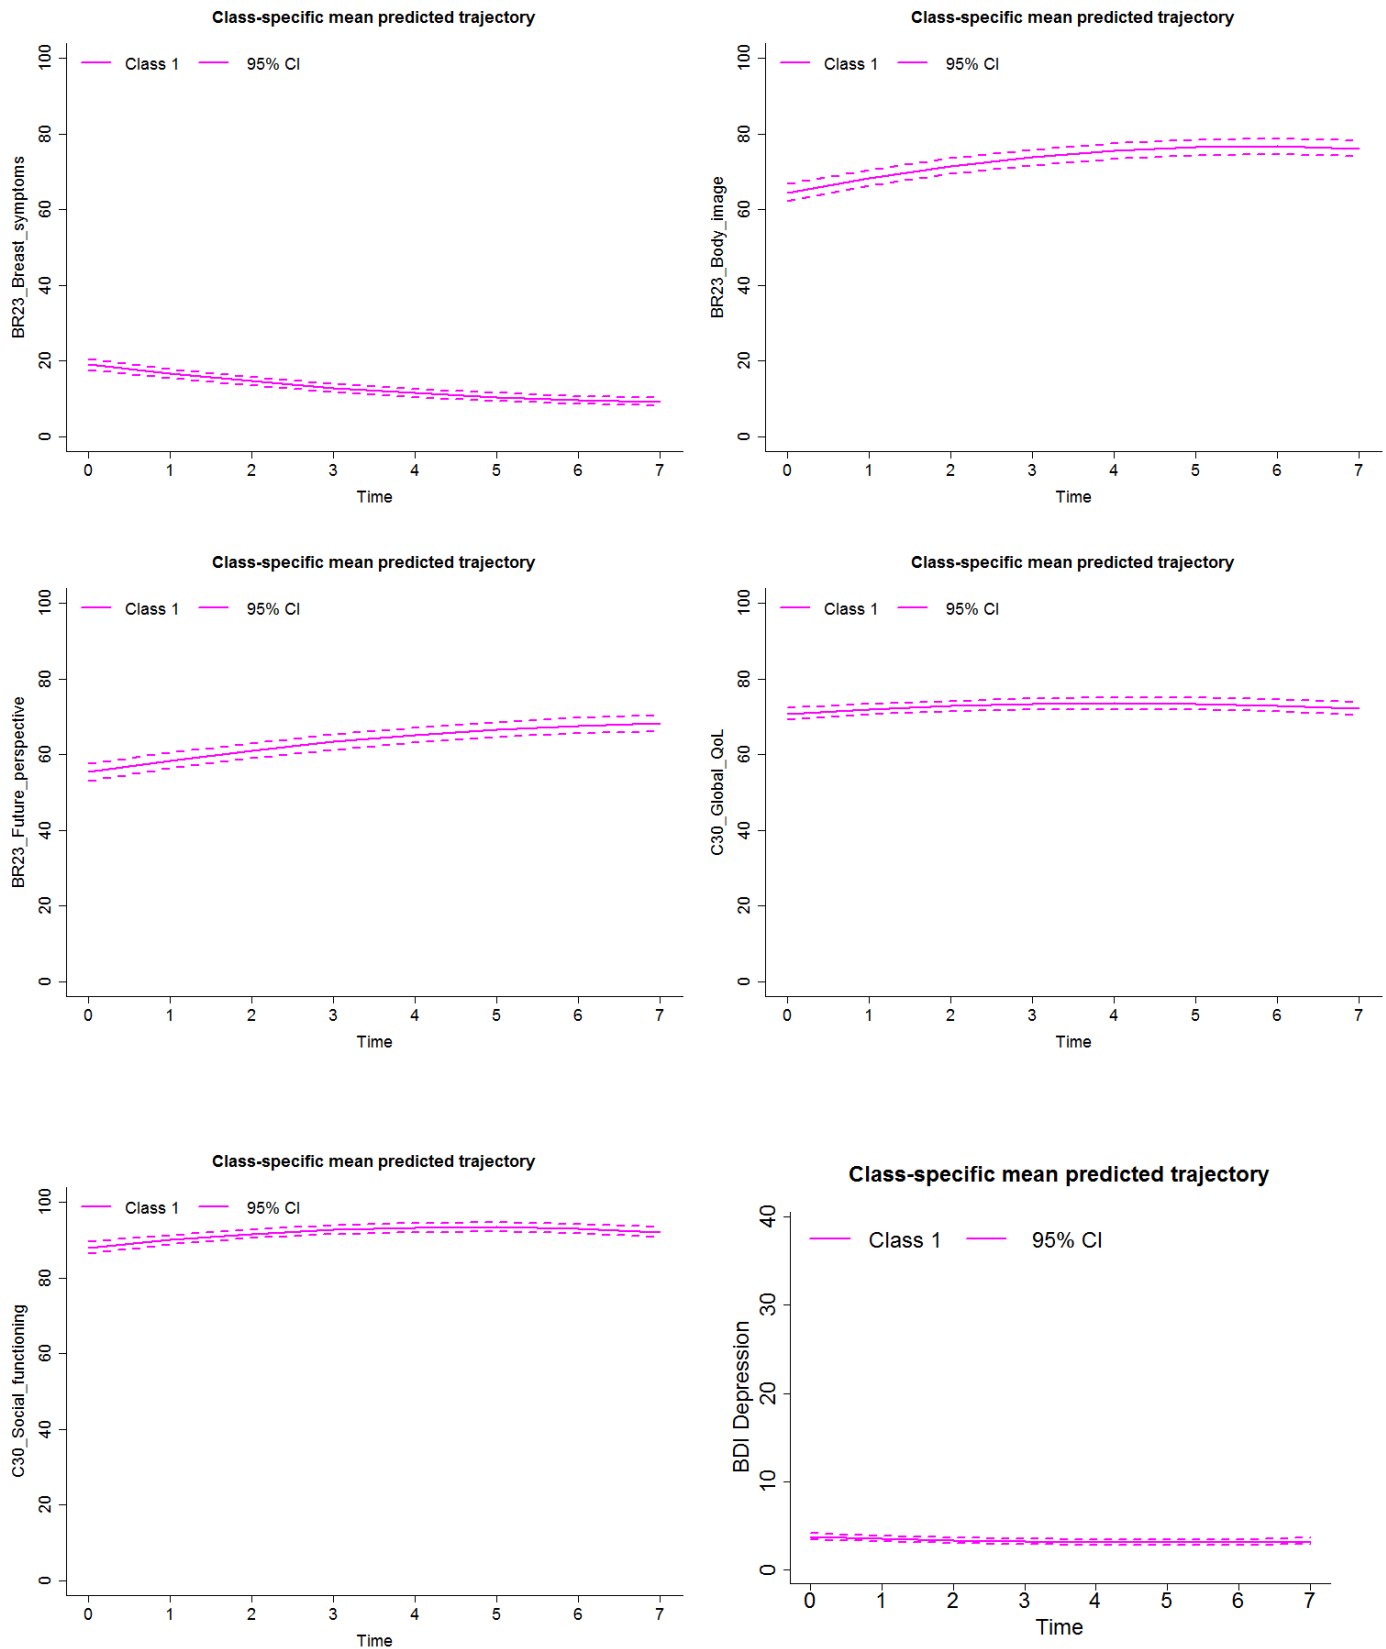 Class-specific mean predicted trajectory
Class 1 95% CI
BR23_Breast_symptoms
100
80
60
40
20
0
0 1 2 3 4 5 6 7
Time
Class-specific mean predicted trajectory
Class 1 95% CI
BR23_Body_image
100
80
60
40
20
0
0 1 2 3 4 5 6 7
Time
Class-specific mean predicted trajectory
Class 1 95% CI
BR23_Future_perspective
100
80
60
40
20
0
0 1 2 3 4 5 6 7
Time
Class-specific mean predicted trajectory
Class 1 95% CI
C30_Global_QoL
100
80
60
40
20
0
0 1 2 3 4 5 6 7
Time
Class-specific mean predicted trajectory
Class 1 95% CI
C30_Social_functioning
100
80
60
40
20
0
0 1 2 3 4 5 6 7
Time
Class-specific mean predicted trajectory
Class 1 95% CI
BDI Depression
40
30
20
10
0
0 1 2 3 4 5 6 7
Time